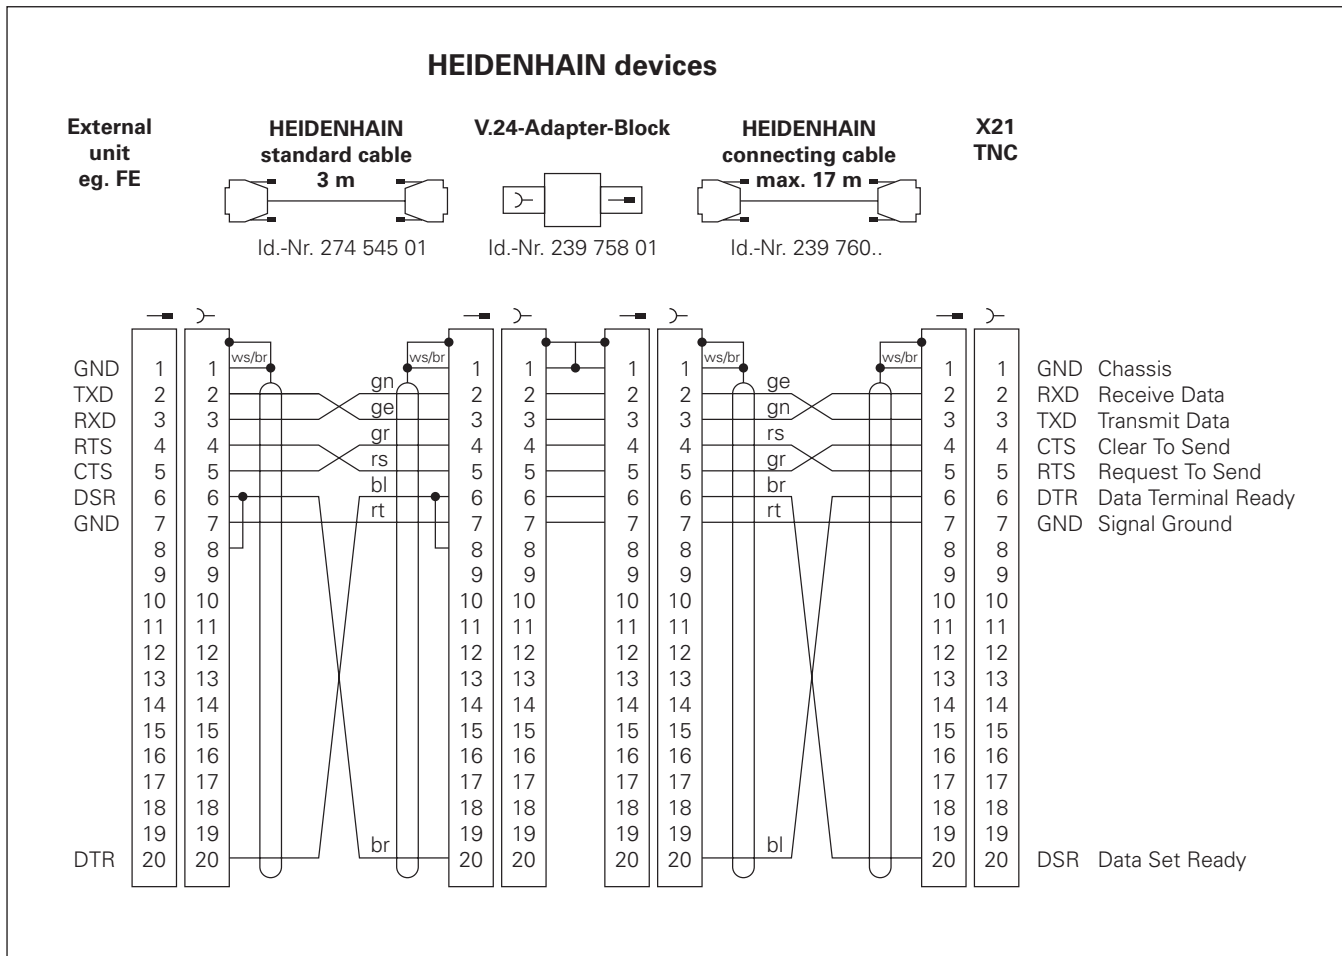 HEIDENHAIN devices
External
unit
eg. FE
HEIDENHAIN
standard cable
3 m
Id.-Nr. 274 545 01
V.24-Adapter-Block
Id.-Nr. 239 758 01
HEIDENHAIN
connecting cable
max. 17 m
Id.-Nr. 239 760..
X21
TNC
ws/br ws/br ws/br ws/br
GND 1 1 1 1 1 1 1 1 GND Chassis
gn ge
TXD 2 2 2 2 2 2 2 2 RXD Receive Data
ge gn
RXD 3 3 3 3 3 3 3 3 TXD Transmit Data
gr rs
RTS 4 4 4 4 4 4 4 4 CTS Clear To Send
rs gr
CTS 5 5 5 5 5 5 5 5 RTS Request To Send
bl br
DSR 6 6 6 6 6 6 6 6 DTR Data Terminal Ready
rt rt
GND 7 7 7 7 7 7 7 7 GND Signal Ground
8 8 8 8 8 8 8 8
9 9 9 9 9 9 9 9
10 10 10 10 10 10 10 10
11 11 11 11 11 11 11 11
12 12 12 12 12 12 12 12
13 13 13 13 13 13 13 13
14 14 14 14 14 14 14 14
15 15 15 15 15 15 15 15
16 16 16 16 16 16 16 16
17 17 17 17 17 17 17 17
18 18 18 18 18 18 18 18
19 19 19 19 19 19 19 19
br bl
DTR 20 20 20 20 20 20 20 20 DSR Data Set Ready